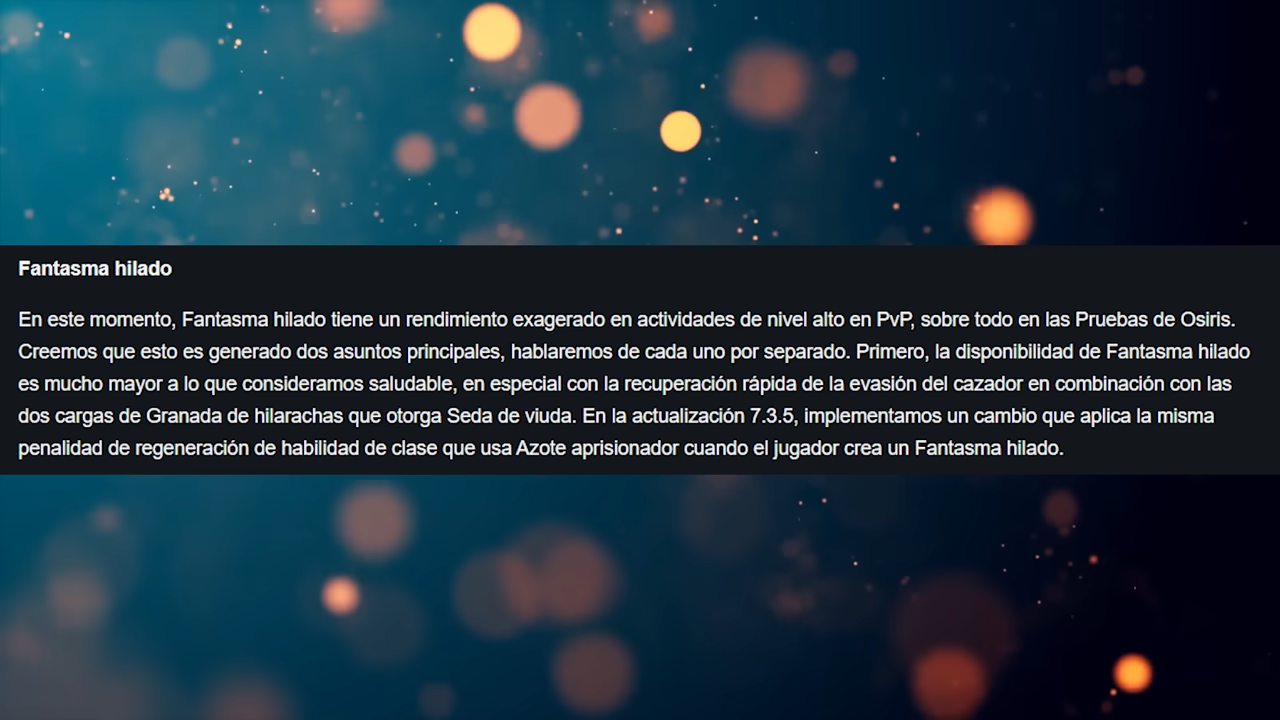 Fantasma hilado
En este momento, Fantasma hilado tiene un rendimiento exagerado en actividades de nivel alto en PvP, sobre todo en las Pruebas de Osiris.
Creemos que esto es generado dos asuntos principales, hablaremos de cada uno por separado. Primero, la disponibilidad de Fantasma hilado
es mucho mayor a lo que consideramos saludable, en especial con la recuperación rápida de la evasión del cazador en combinación con las
dos cargas de Granada de hilarachas que otorga Seda de viuda. En la actualización 7.3.5, implementamos un cambio que aplica la misma
penalidad de regeneración de habilidad de clase que usa Azote aprisionador cuando el jugador crea un Fantasma hilado.